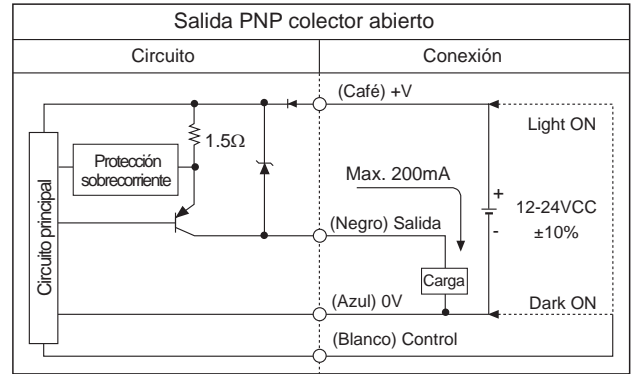 Salida PNP colector abierto
Circuito
Conexión
(Café) +V
Light ON
1.5Ω
Protección
sobrecorriente
Max. 200mA
+
12-24VCC
-
±10%
Circuito principal
(Negro) Salida
Carga
(Azul) 0V
Dark ON
(Blanco) Control